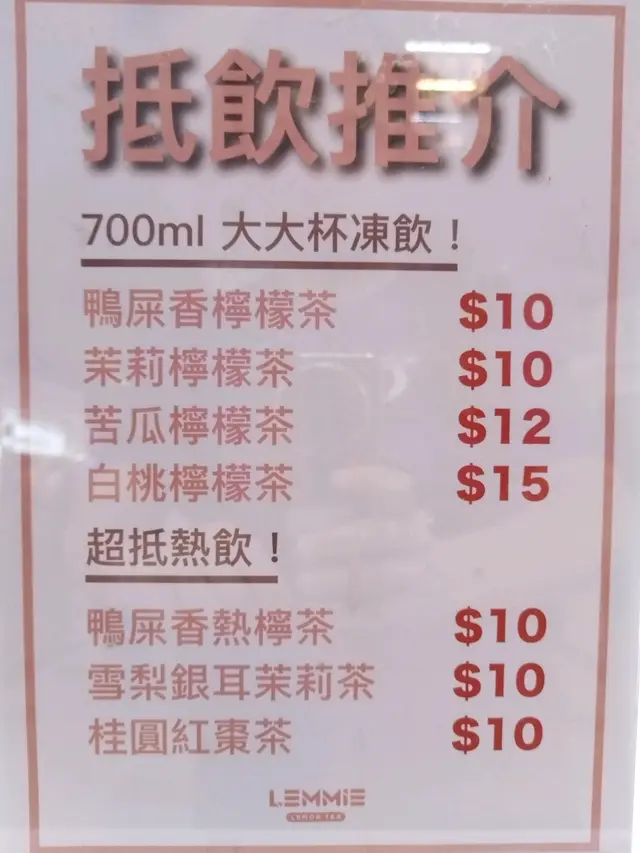 抵飲推介
700ml 大大杯凍飲！
鴨屎香檸檬茶 $10
茉莉檸檬茶 $10
苦瓜檸檬茶 $12
白桃檸檬茶 $15
超抵熱飲！
鴨屎香熱檸茶 $10
雪梨銀耳茉莉茶 $10
桂圓紅棗茶 $10
LEMMiE
LEMON TEA